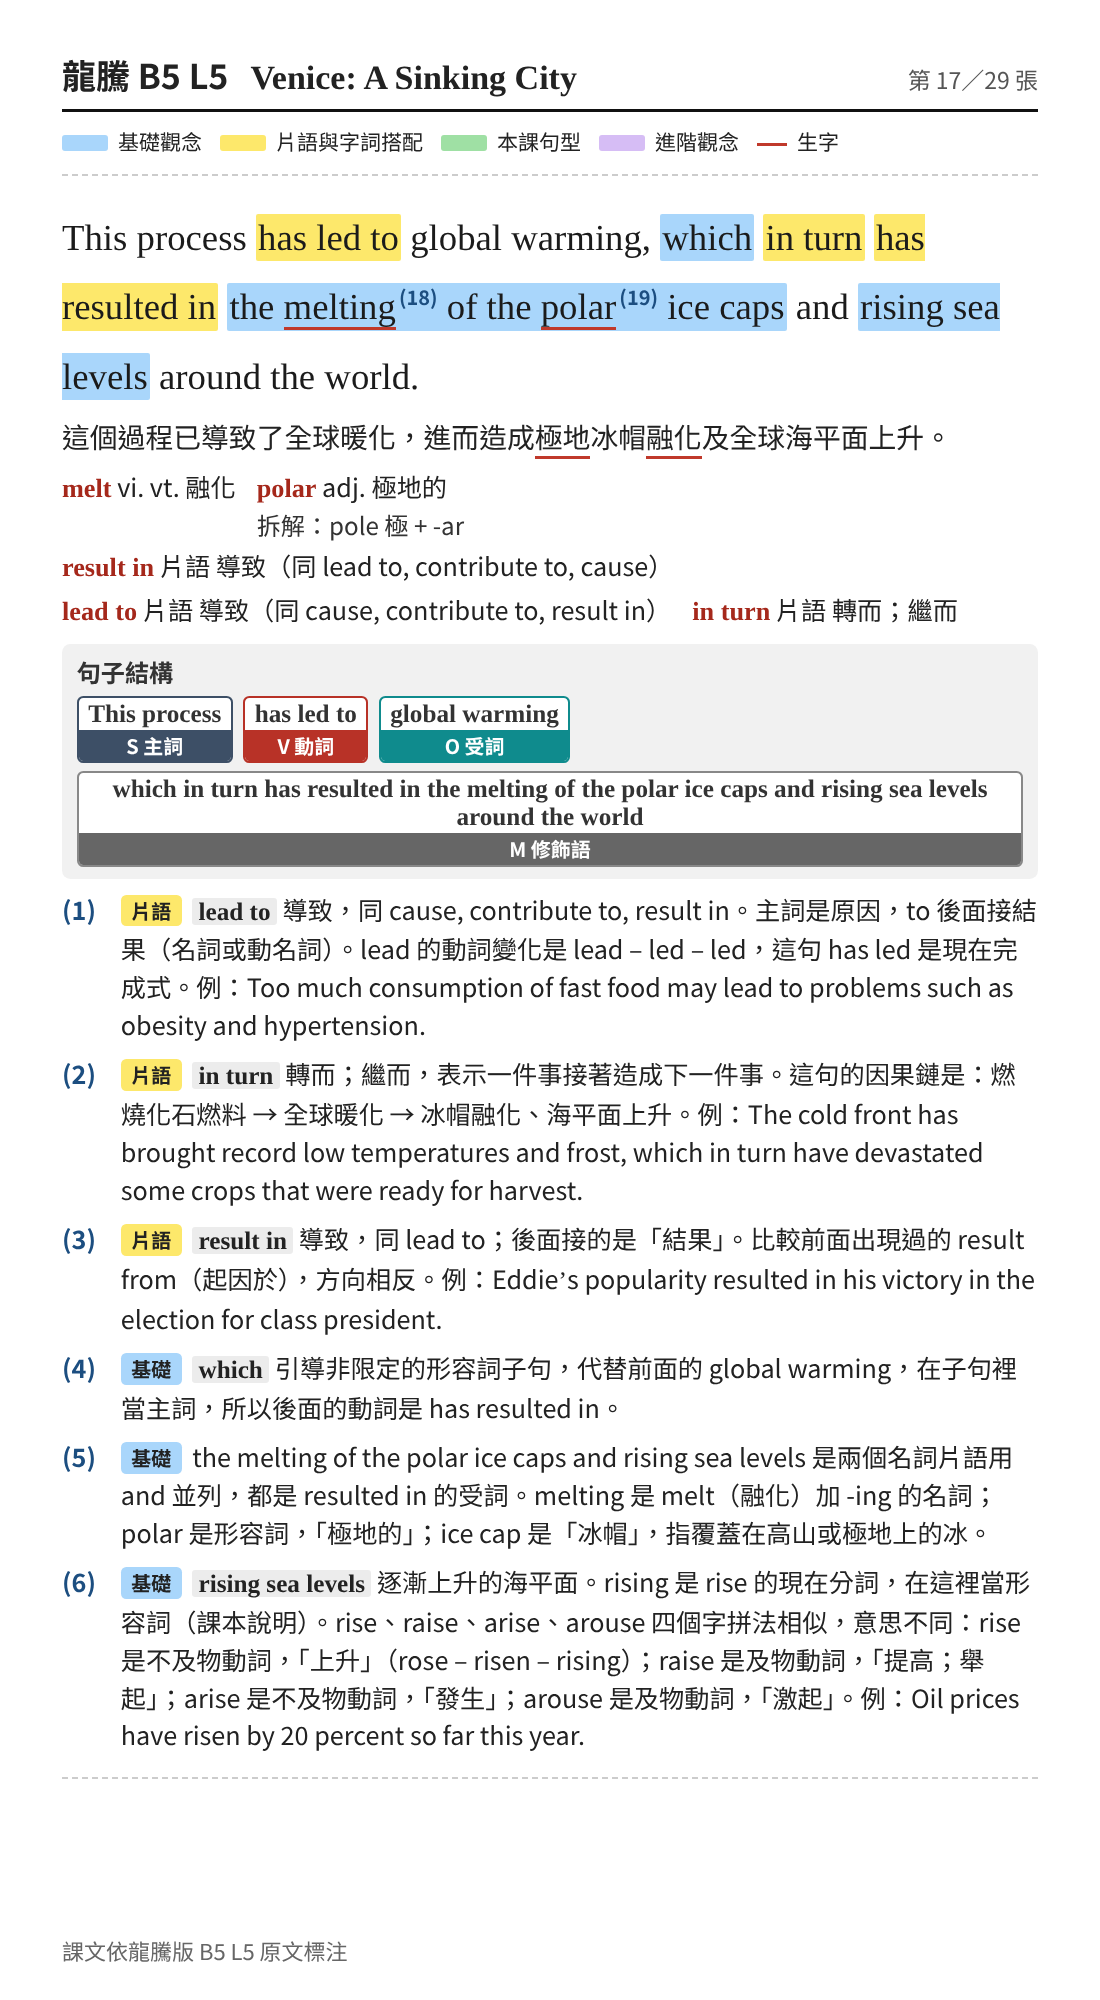 龍騰 B5 L5 Venice: A Sinking City 第 17／29 張
基礎觀念 片語與字詞搭配 本課句型 進階觀念 生字
This process has led to global warming, which in turn has
resulted in the melting(18) of the polar(19) ice caps and rising sea
levels around the world.
這個過程已導致了全球暖化，進而造成極地冰帽融化及全球海平面上升。
melt vi. vt. 融化 polar adj. 極地的
拆解：pole 極 + -ar
result in 片語 導致（同 lead to, contribute to, cause）
lead to 片語 導致（同 cause, contribute to, result in） in turn 片語 轉而；繼而
句子結構
This process has led to global warming
S 主詞 V 動詞 O 受詞
which in turn has resulted in the melting of the polar ice caps and rising sea levels
around the world
M 修飾語
(1) 片語 lead to 導致，同 cause, contribute to, result in。主詞是原因，to 後面接結
果（名詞或動名詞）。lead 的動詞變化是 lead – led – led，這句 has led 是現在完
成式。例：Too much consumption of fast food may lead to problems such as
obesity and hypertension.
(2) 片語 in turn 轉而；繼而，表示一件事接著造成下一件事。這句的因果鏈是：燃
燒化石燃料 → 全球暖化 → 冰帽融化、海平面上升。例：The cold front has
brought record low temperatures and frost, which in turn have devastated
some crops that were ready for harvest.
(3) 片語 result in 導致，同 lead to；後面接的是「結果」。比較前面出現過的 result
from（起因於），方向相反。例：Eddie’s popularity resulted in his victory in the
election for class president.
(4) 基礎 which 引導非限定的形容詞子句，代替前面的 global warming，在子句裡
當主詞，所以後面的動詞是 has resulted in。
(5) 基礎 the melting of the polar ice caps and rising sea levels 是兩個名詞片語用
and 並列，都是 resulted in 的受詞。melting 是 melt（融化）加 -ing 的名詞；
polar 是形容詞，「極地的」；ice cap 是「冰帽」，指覆蓋在高山或極地上的冰。
(6) 基礎 rising sea levels 逐漸上升的海平面。rising 是 rise 的現在分詞，在這裡當形
容詞（課本說明）。rise、raise、arise、arouse 四個字拼法相似，意思不同：rise
是不及物動詞，「上升」（rose – risen – rising）；raise 是及物動詞，「提高；舉
起」；arise 是不及物動詞，「發生」；arouse 是及物動詞，「激起」。例：Oil prices
have risen by 20 percent so far this year.
課文依龍騰版 B5 L5 原文標注